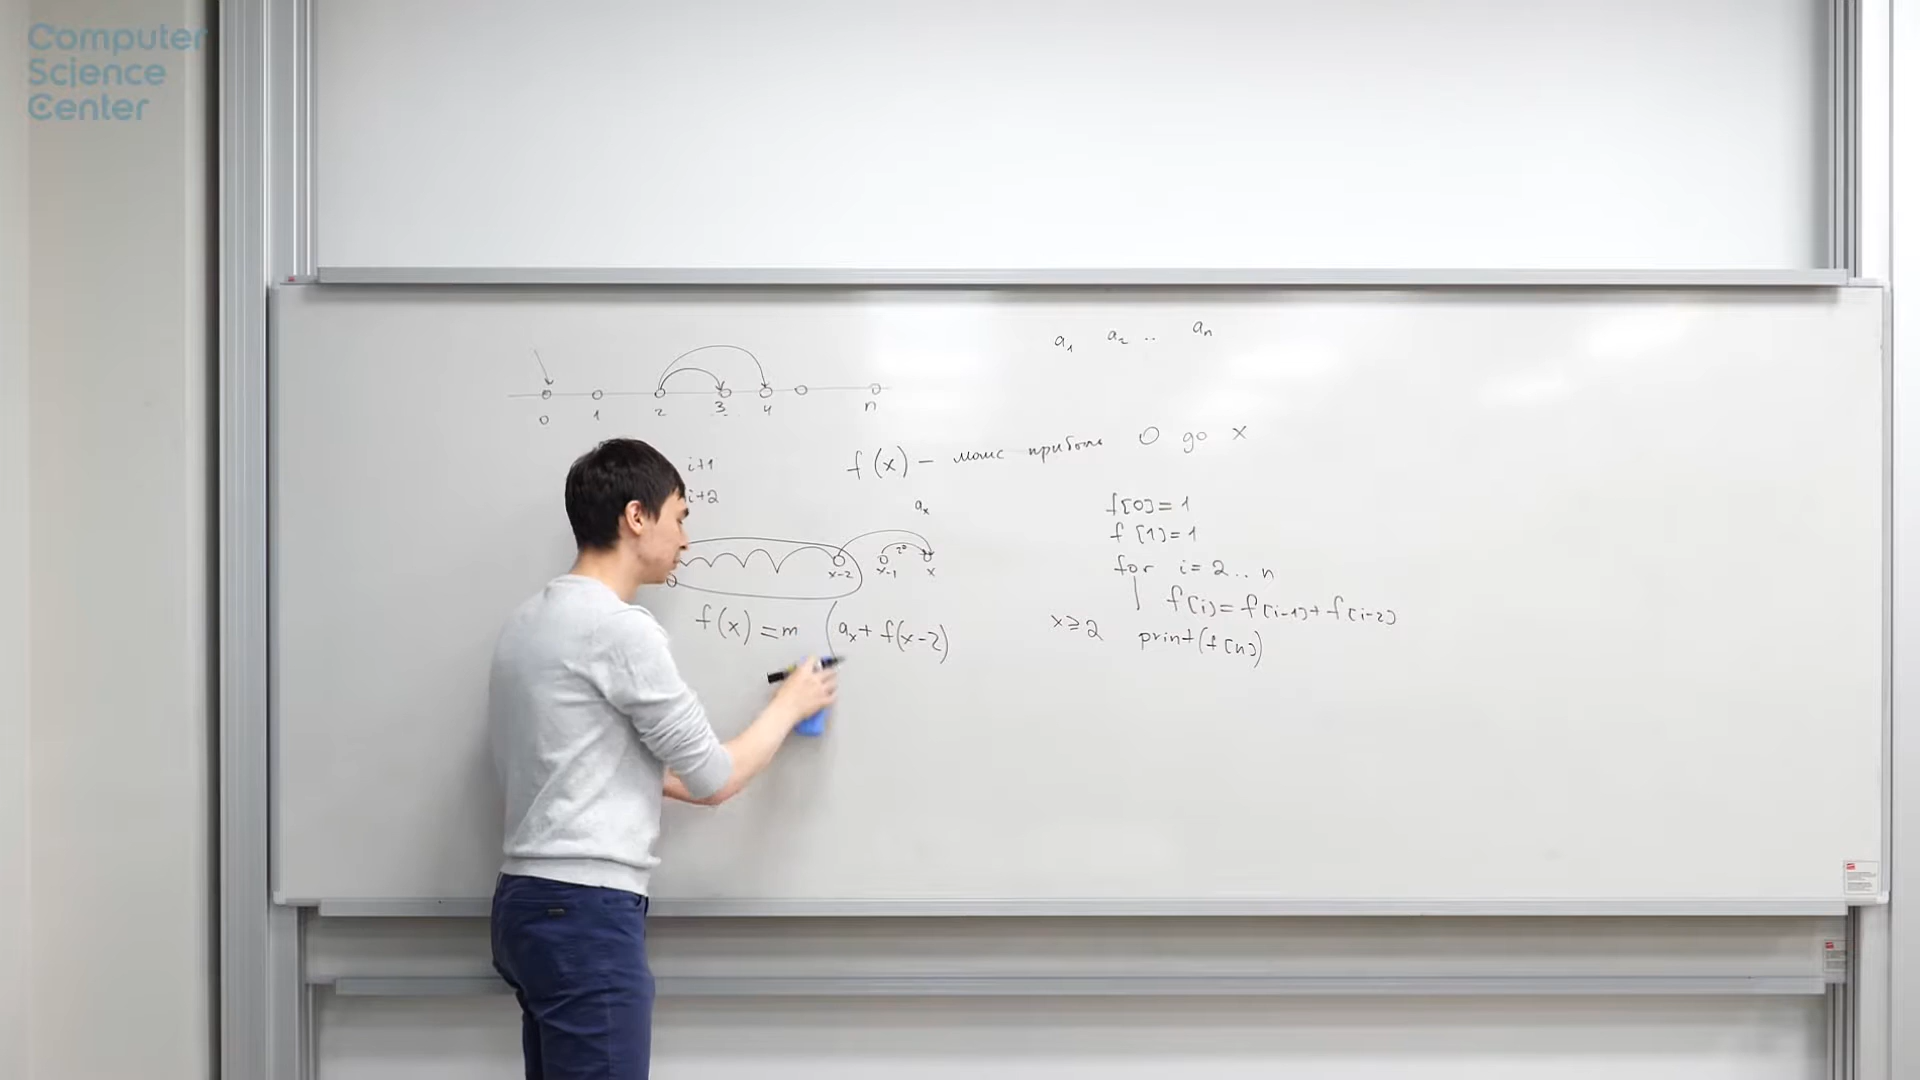 Computer
Science
Center
a₁ a₂ .. aₙ
0 1 2 3 4 n
f(x) – макс прибыль 0 до x
i+1
i+2
aₓ
f[0]=1
f[1]=1
for i=2..n
f[i]=f[i-1]+f[i-2]
print(f[n])
x-2 x-1 x
f(x)=m (aₓ+f(x-2))
x≥2